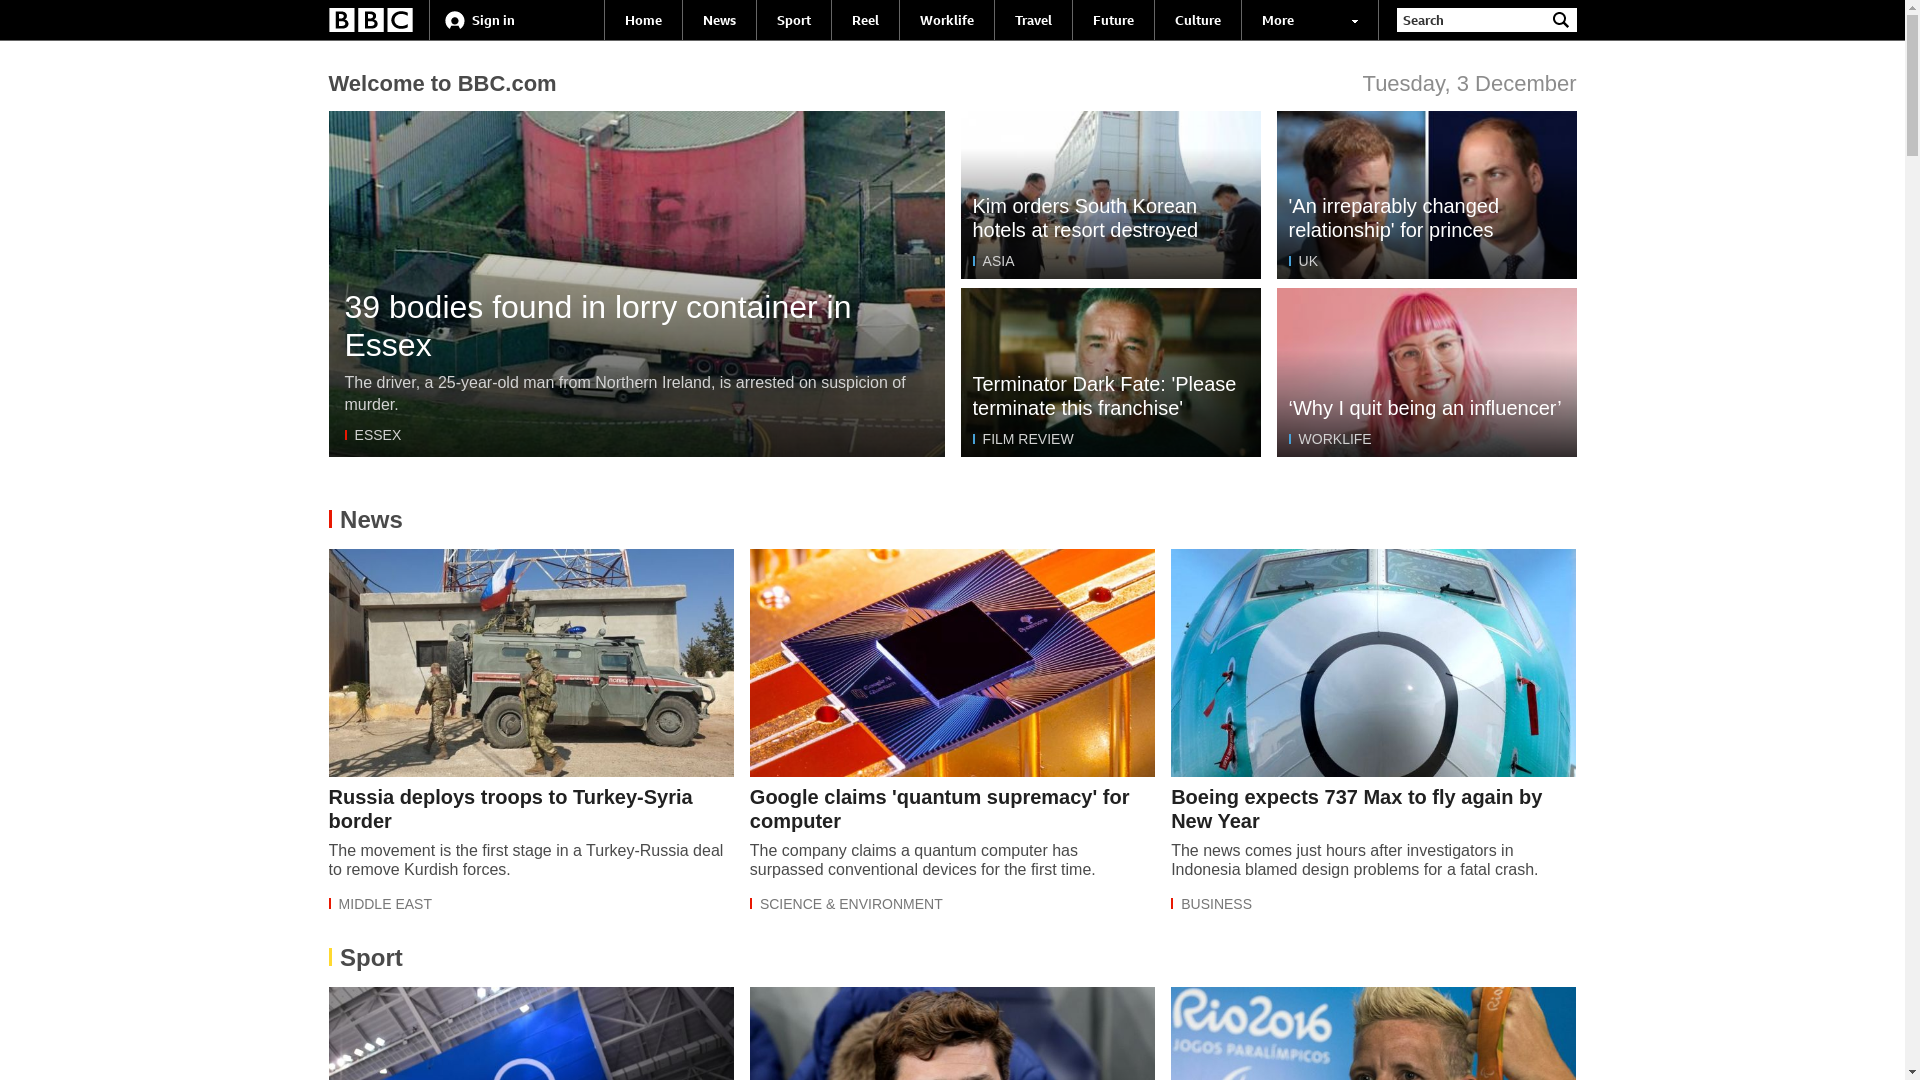 BBC Sign in Home News Sport Reel Worklife Travel Future Culture More Search
Welcome to BBC.com
Tuesday, 3 December
39 bodies found in lorry container in
Essex
The driver, a 25-year-old man from Northern Ireland, is arrested on suspicion of
murder.
ESSEX
Kim orders South Korean
hotels at resort destroyed
ASIA
'An irreparably changed
relationship' for princes
UK
Terminator Dark Fate: 'Please
terminate this franchise'
FILM REVIEW
‘Why I quit being an influencer’
WORKLIFE
News
Russia deploys troops to Turkey-Syria
border
The movement is the first stage in a Turkey-Russia deal
to remove Kurdish forces.
MIDDLE EAST
Google claims 'quantum supremacy' for
computer
The company claims a quantum computer has
surpassed conventional devices for the first time.
SCIENCE & ENVIRONMENT
Boeing expects 737 Max to fly again by
New Year
The news comes just hours after investigators in
Indonesia blamed design problems for a fatal crash.
BUSINESS
Sport
Rio2016
JOGOS PARALÍMPICOS